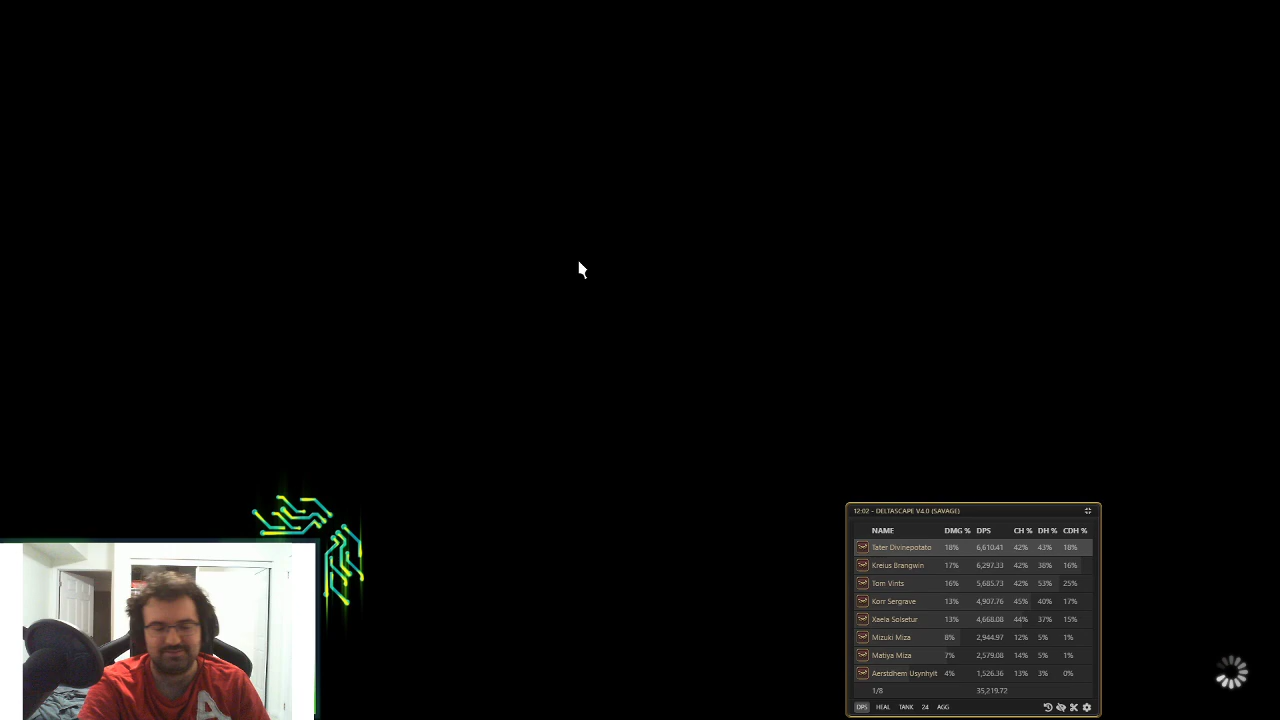 12:02 - DELTASCAPE V4.0 (SAVAGE)
NAME DMG % DPS CH % DH % CDH %
Tater Divinepotato 18% 6,610.41 42% 43% 18%
Kreius Brangwin 17% 6,297.33 42% 38% 16%
Tom Vints 16% 5,685.73 42% 53% 25%
Korr Sergrave 13% 4,907.76 45% 40% 17%
Xaela Solsetur 13% 4,668.08 44% 37% 15%
Mizuki Miza 8% 2,944.97 12% 5% 1%
Matiya Miza 7% 2,579.08 14% 5% 1%
Aerstdhem Usynhylt 4% 1,526.36 13% 3% 0%
1/8 35,219.72
DPS HEAL TANK 24 AGG